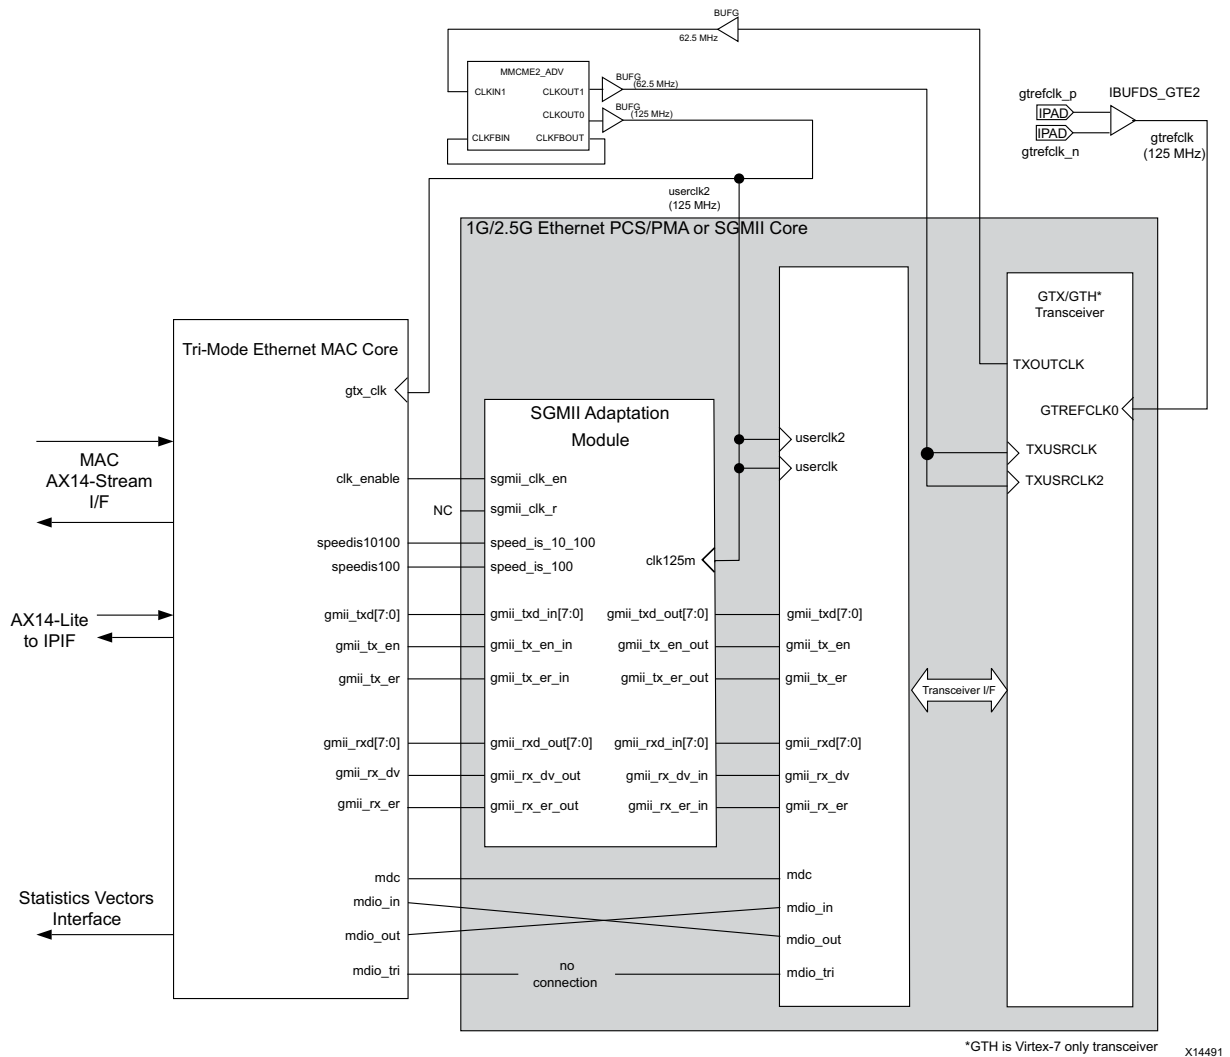 BUFG
62.5 MHz
MMCME2_ADV
CLKIN1
CLKOUT1
CLKOUT0
CLKFBIN
CLKFBOUT
BUFG
(62.5 MHz)
BUFG
(125 MHz)
gtrefclk_p
IPAD
IPAD
gtrefclk_n
IBUFDS_GTE2
gtrefclk
(125 MHz)
userclk2
(125 MHz)
1G/2.5G Ethernet PCS/PMA or SGMII Core
GTX/GTH*
Transceiver
TXOUTCLK
GTREFCLK0
TXUSRCLK
TXUSRCLK2
Tri-Mode Ethernet MAC Core
gtx_clk
clk_enable
NC
speedis10100
speedis100
gmii_txd[7:0]
gmii_tx_en
gmii_tx_er
gmii_rxd[7:0]
gmii_rx_dv
gmii_rx_er
mdc
mdio_in
mdio_out
mdio_tri
MAC
AX14-Stream
I/F
AX14-Lite
to IPIF
Statistics Vectors
Interface
SGMII Adaptation
Module
sgmii_clk_en
sgmii_clk_r
speed_is_10_100
speed_is_100
clk125m
gmii_txd_in[7:0]
gmii_txd_out[7:0]
gmii_tx_en_in
gmii_tx_en_out
gmii_tx_er_in
gmii_tx_er_out
gmii_rxd_out[7:0]
gmii_rxd_in[7:0]
gmii_rx_dv_out
gmii_rx_dv_in
gmii_rx_er_out
gmii_rx_er_in
userclk2
userclk
gmii_txd[7:0]
gmii_tx_en
gmii_tx_er
gmii_rxd[7:0]
gmii_rx_dv
gmii_rx_er
mdc
mdio_in
mdio_out
mdio_tri
no
connection
Transceiver I/F
*GTH is Virtex-7 only transceiver
X14491